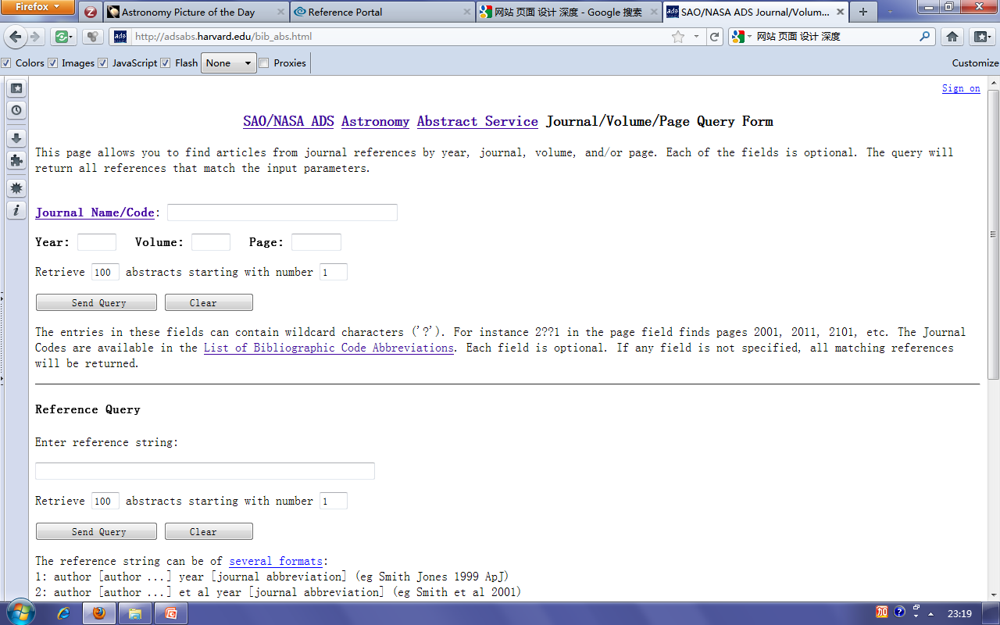 Firefox
Astronomy Picture of the Day
Reference Portal
网站 页面 设计 深度 - Google 搜索
SAO/NASA ADS Journal/Volum...
http://adsabs.harvard.edu/bib_abs.html
网站 页面 设计 深度
Colors Images JavaScript Flash None Proxies Customize
Sign on
SAO/NASA ADS Astronomy Abstract Service Journal/Volume/Page Query Form
This page allows you to find articles from journal references by year, journal, volume, and/or page. Each of the fields is optional. The query will
return all references that match the input parameters.
Journal Name/Code:
Year: Volume: Page:
Retrieve 100 abstracts starting with number 1
Send Query Clear
The entries in these fields can contain wildcard characters ('?'). For instance 2??1 in the page field finds pages 2001, 2011, 2101, etc. The Journal
Codes are available in the List of Bibliographic Code Abbreviations. Each field is optional. If any field is not specified, all matching references
will be returned.
Reference Query
Enter reference string:
Retrieve 100 abstracts starting with number 1
Send Query Clear
The reference string can be of several formats:
1: author [author ...] year [journal abbreviation] (eg Smith Jones 1999 ApJ)
2: author [author ...] et al year [journal abbreviation] (eg Smith et al 2001)
23:19